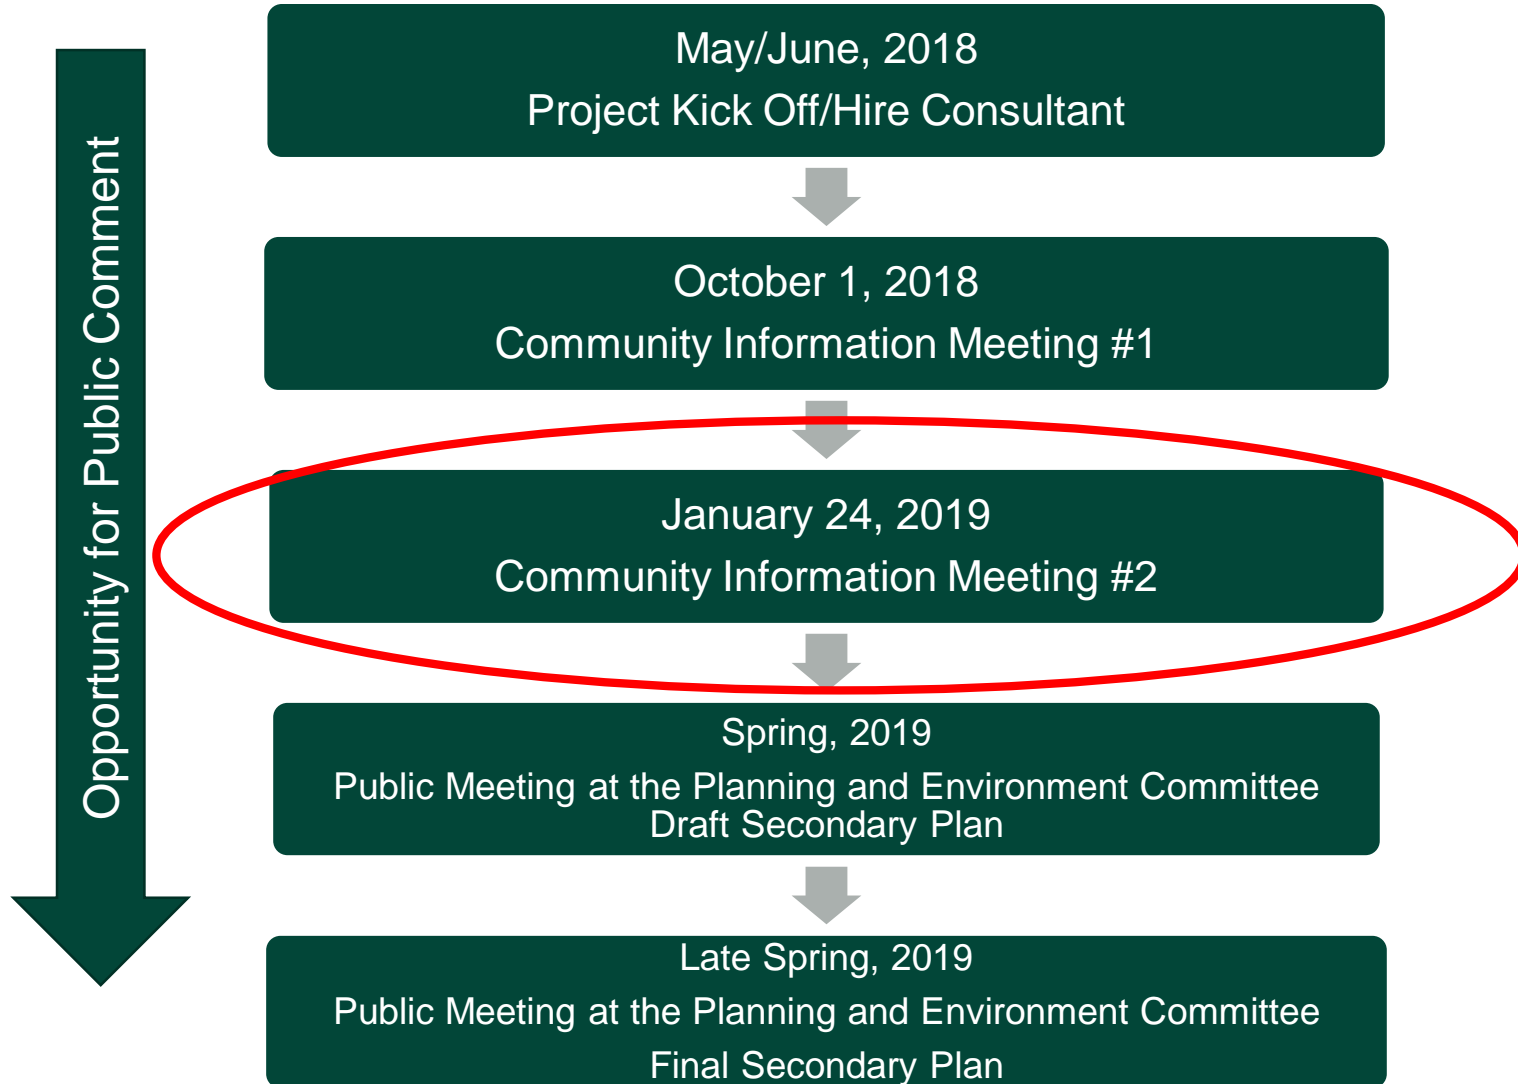 Opportunity for Public Comment
May/June, 2018
Project Kick Off/Hire Consultant
October 1, 2018
Community Information Meeting #1
January 24, 2019
Community Information Meeting #2
Spring, 2019
Public Meeting at the Planning and Environment Committee
Draft Secondary Plan
Late Spring, 2019
Public Meeting at the Planning and Environment Committee
Final Secondary Plan